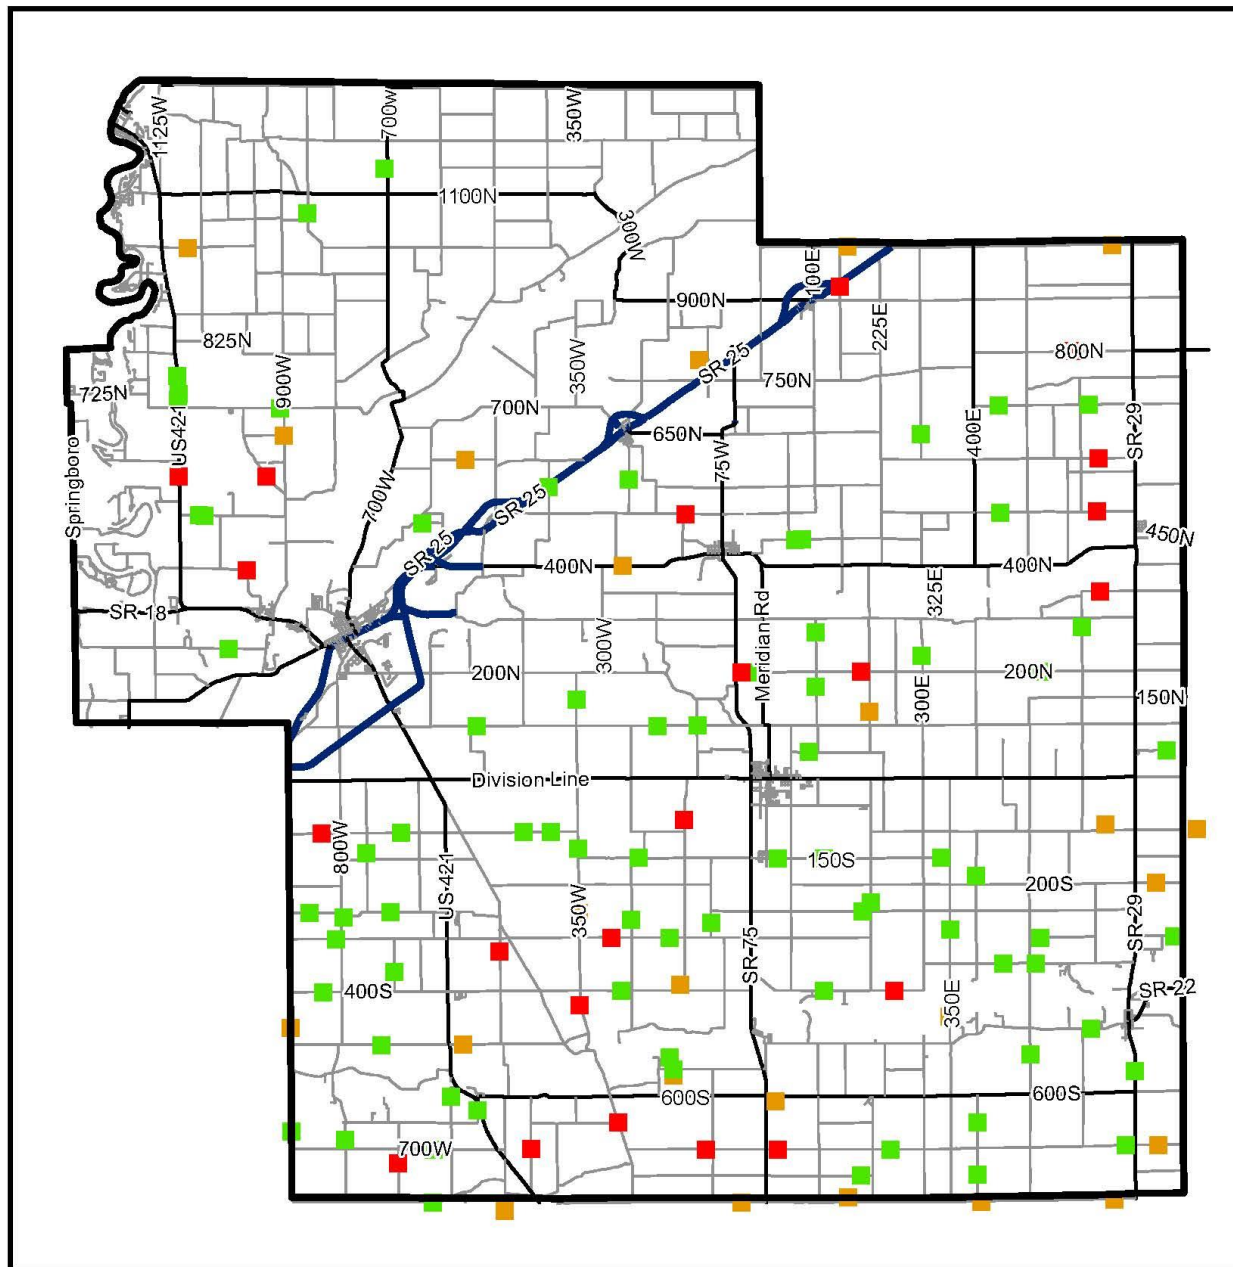 1125W
700w
350W
1100N
300W
100E
900N
225E
825N
350W
SR-25
800N
725N
900W
750N
700N
400E
SR-29
US-421
650N
75W
Springboro
700W
SR-25
450N
SR-25
400N
400N
325E
SR-18
300W
Meridian-Rd
200N
200N
300E
150N
Division-Line
800W
150S
US-421
200S
350W
SR-75
SR-29
400S
350E
SR-22
600S
600S
700W